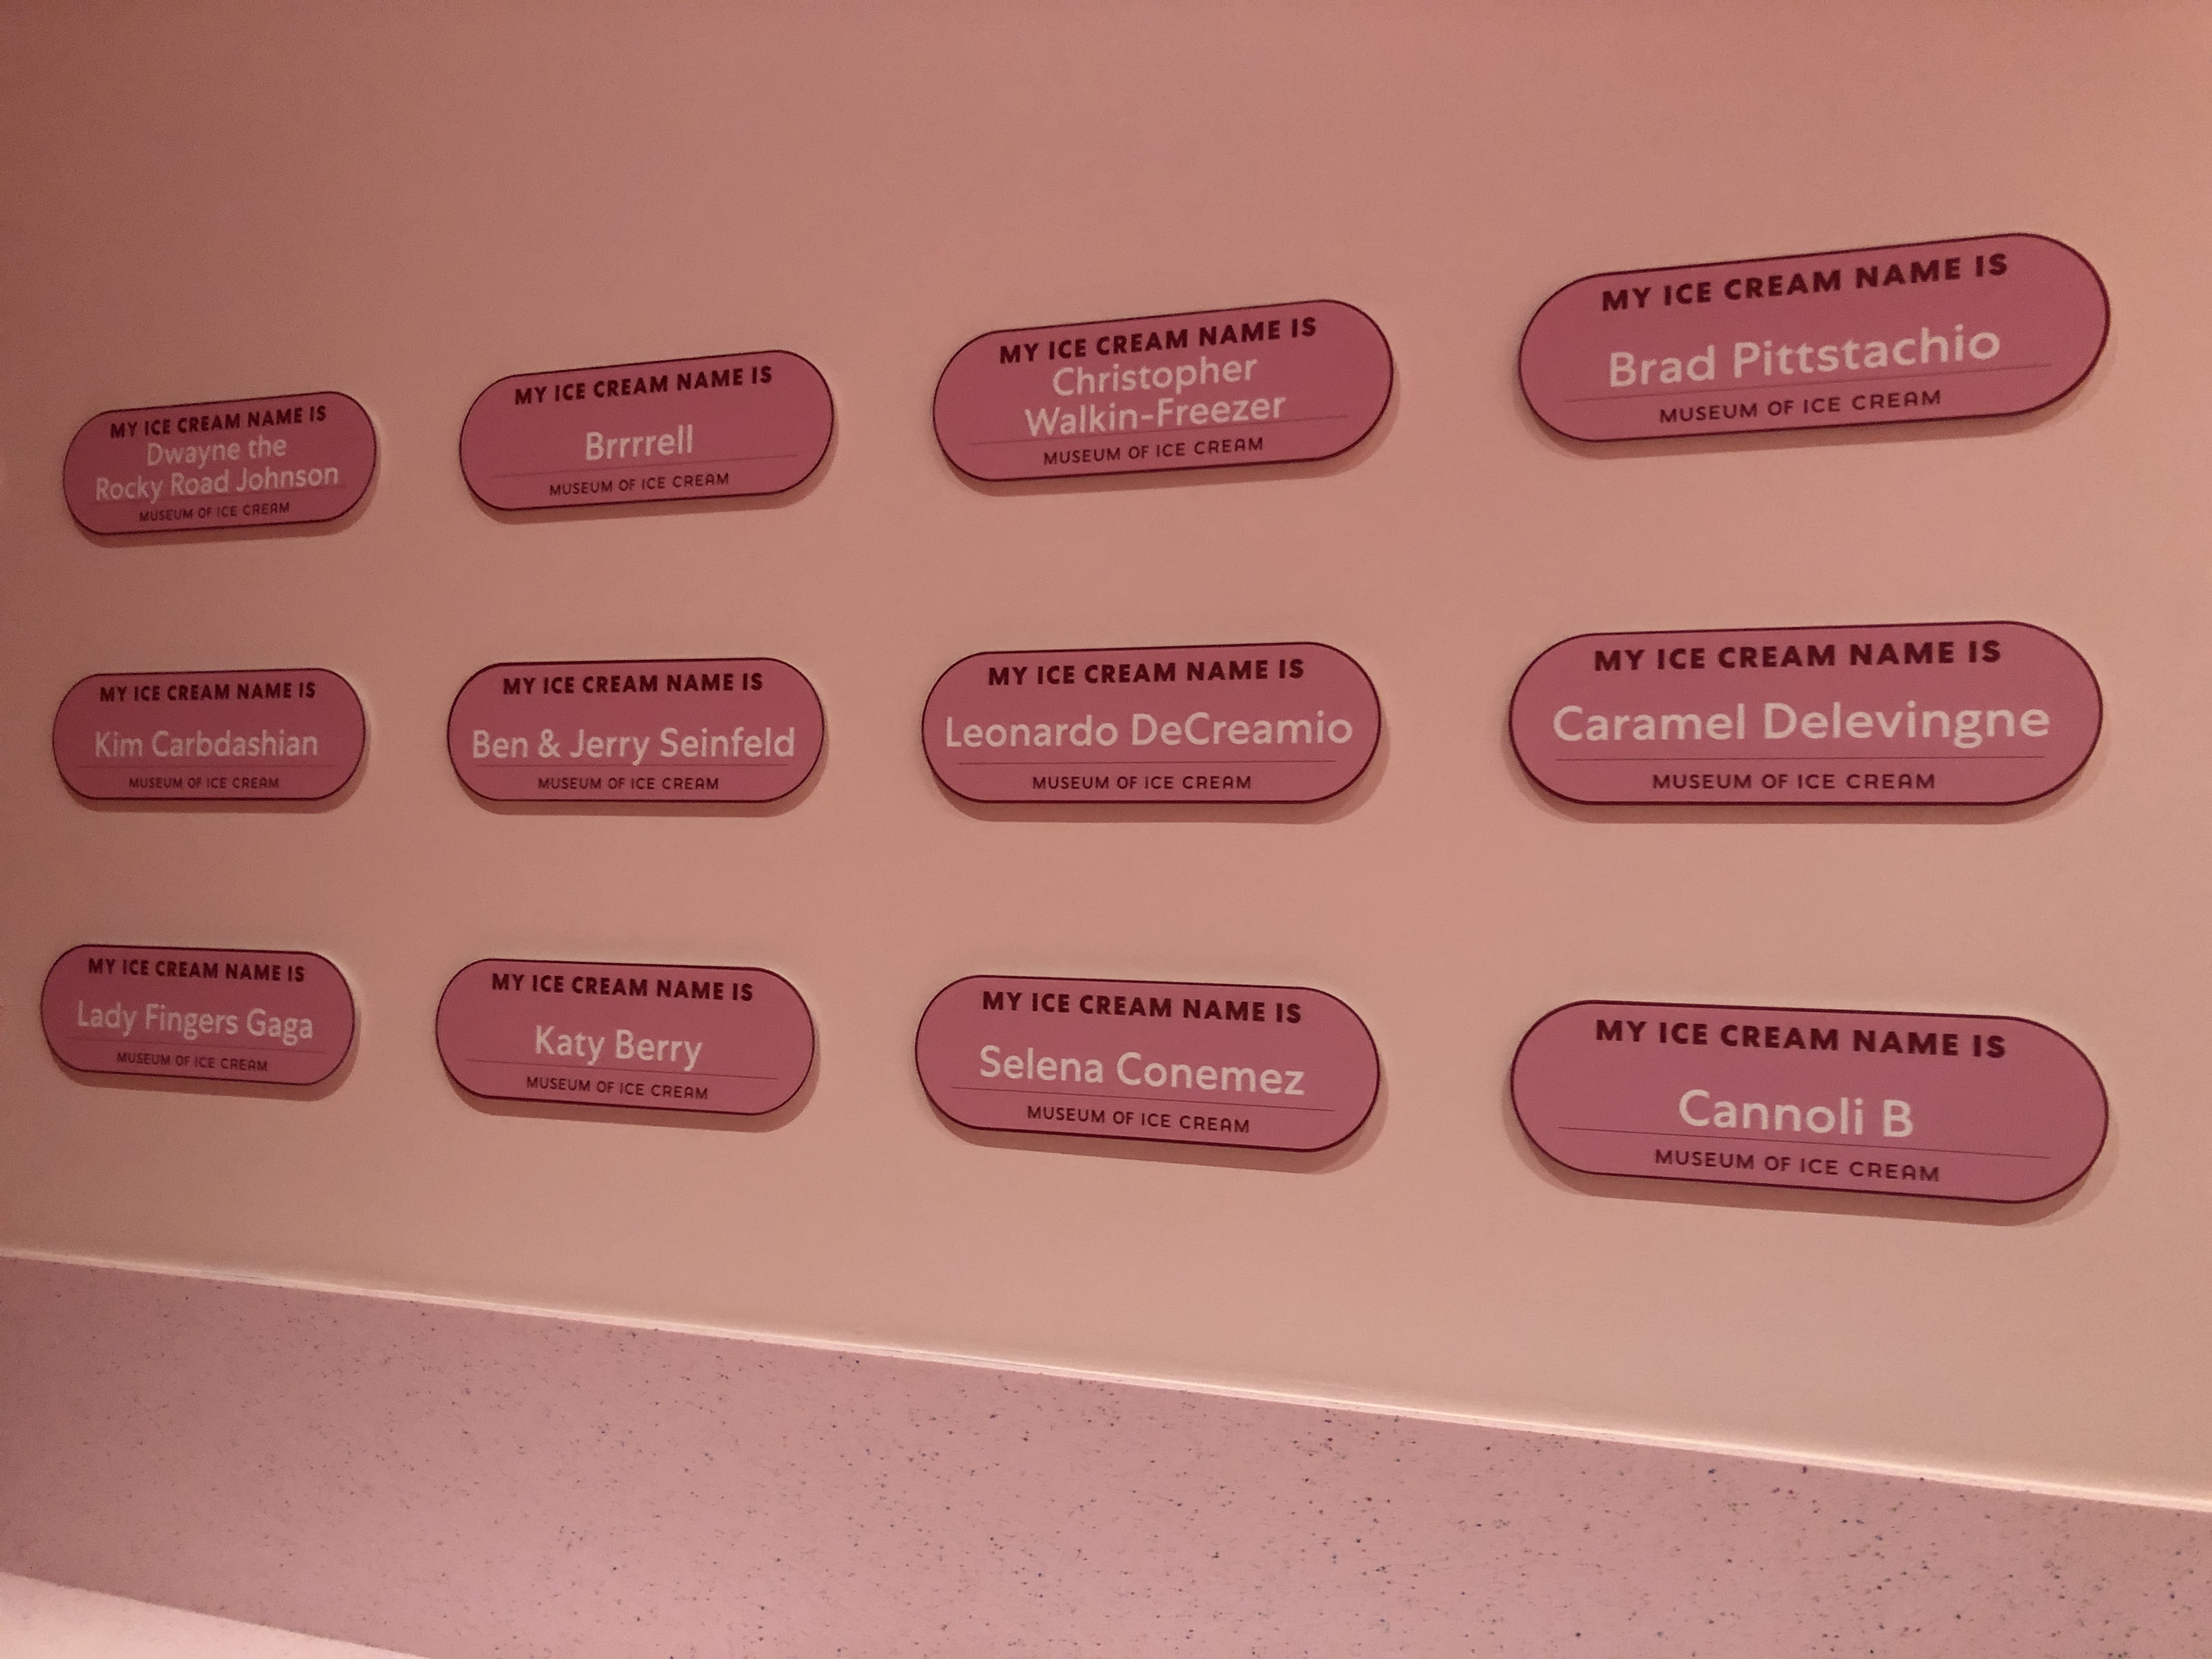 MY ICE CREAM NAME IS
Dwayne the
Rocky Road Johnson
MUSEUM OF ICE CREAM
MY ICE CREAM NAME IS
Brrrrell
MUSEUM OF ICE CREAM
MY ICE CREAM NAME IS
Christopher
Walkin-Freezer
MUSEUM OF ICE CREAM
MY ICE CREAM NAME IS
Brad Pittstachio
MUSEUM OF ICE CREAM
MY ICE CREAM NAME IS
Kim Carbdashian
MUSEUM OF ICE CREAM
MY ICE CREAM NAME IS
Ben & Jerry Seinfeld
MUSEUM OF ICE CREAM
MY ICE CREAM NAME IS
Leonardo DeCreamio
MUSEUM OF ICE CREAM
MY ICE CREAM NAME IS
Caramel Delevingne
MUSEUM OF ICE CREAM
MY ICE CREAM NAME IS
Lady Fingers Gaga
MUSEUM OF ICE CREAM
MY ICE CREAM NAME IS
Katy Berry
MUSEUM OF ICE CREAM
MY ICE CREAM NAME IS
Selena Conemez
MUSEUM OF ICE CREAM
MY ICE CREAM NAME IS
Cannoli B
MUSEUM OF ICE CREAM